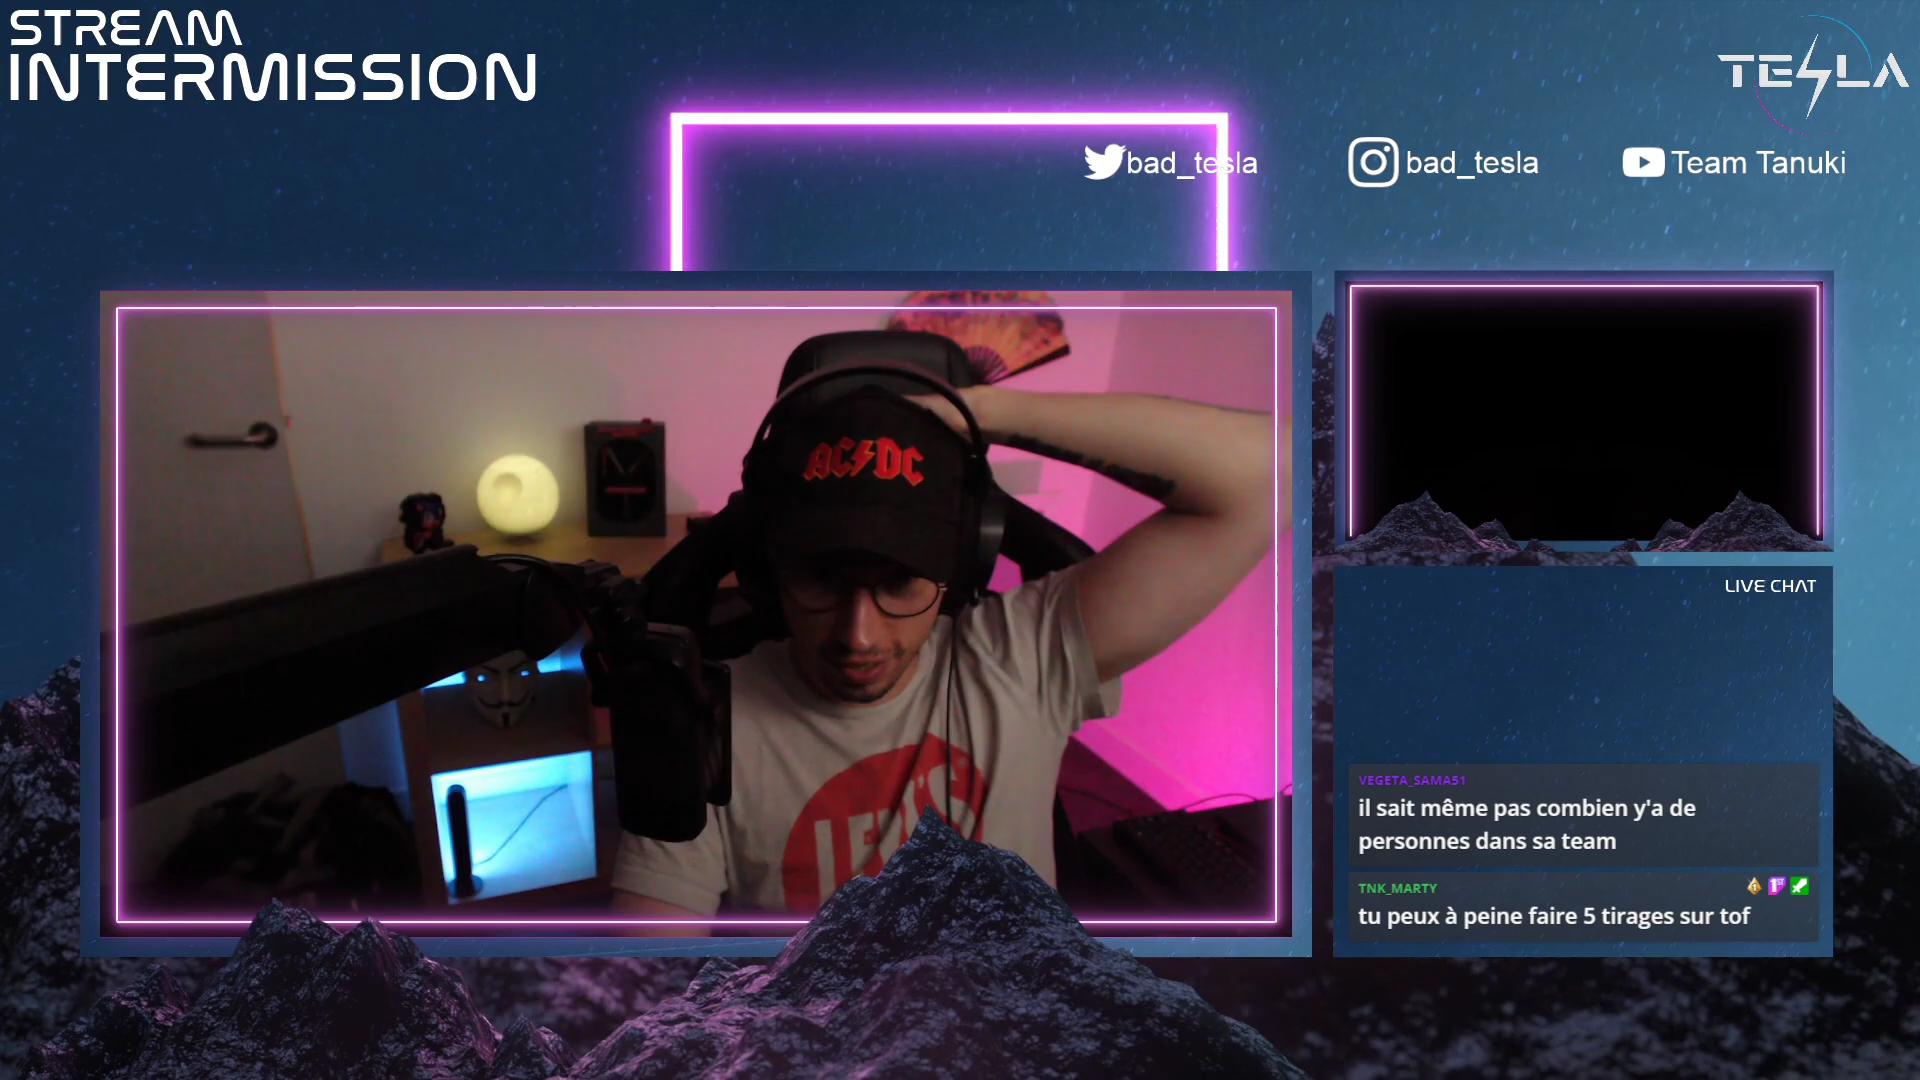 STREAM
INTERMISSION
TESLA
bad_tesla
bad_tesla
Team Tanuki
AC DC
LET'S
LIVE CHAT
VEGETA_SAMA51
il sait même pas combien y'a de
personnes dans sa team
TNK_MARTY
tu peux à peine faire 5 tirages sur tof